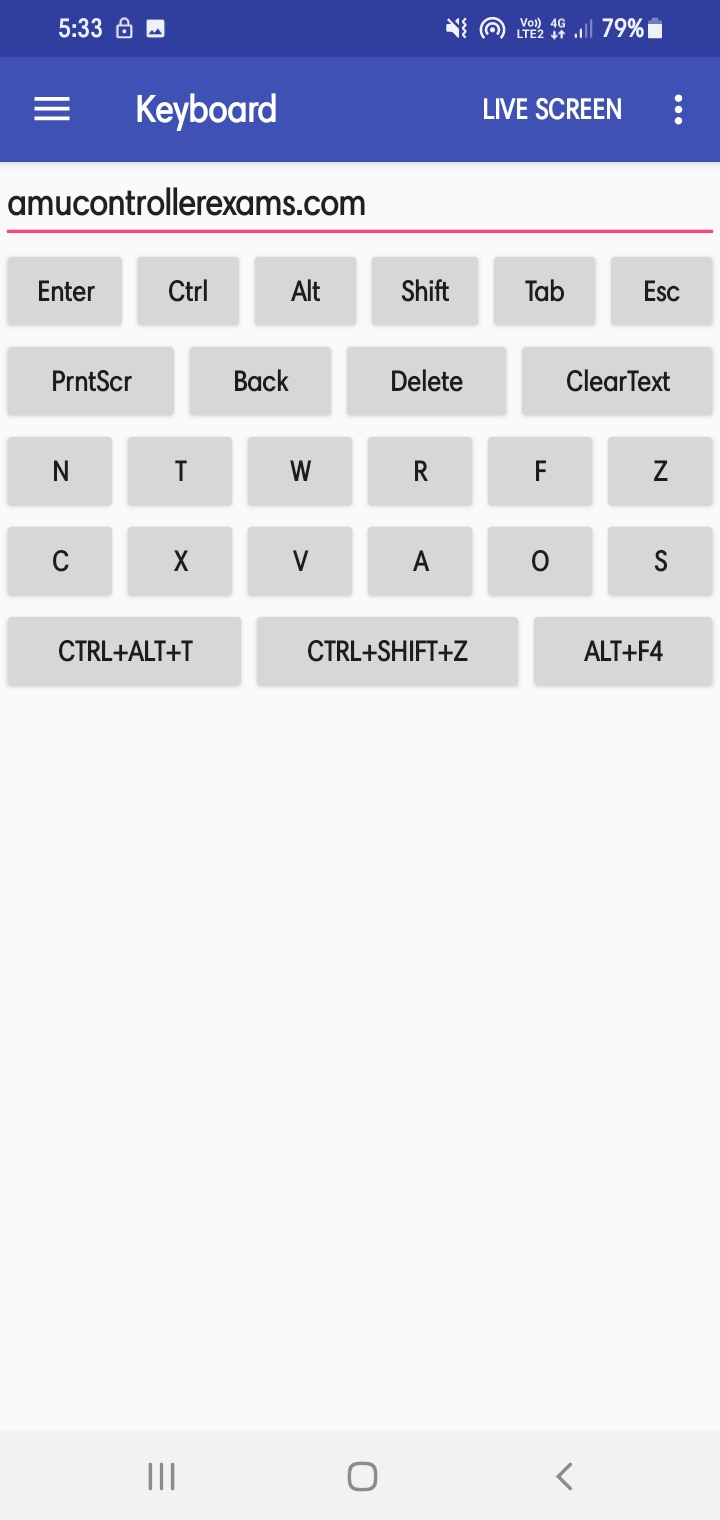 5:33 Vo)) LTE2 4G 79%
Keyboard LIVE SCREEN
amucontrollerexams.com
Enter Ctrl Alt Shift Tab Esc
PrntScr Back Delete ClearText
N T W R F Z
C X V A O S
CTRL+ALT+T CTRL+SHIFT+Z ALT+F4